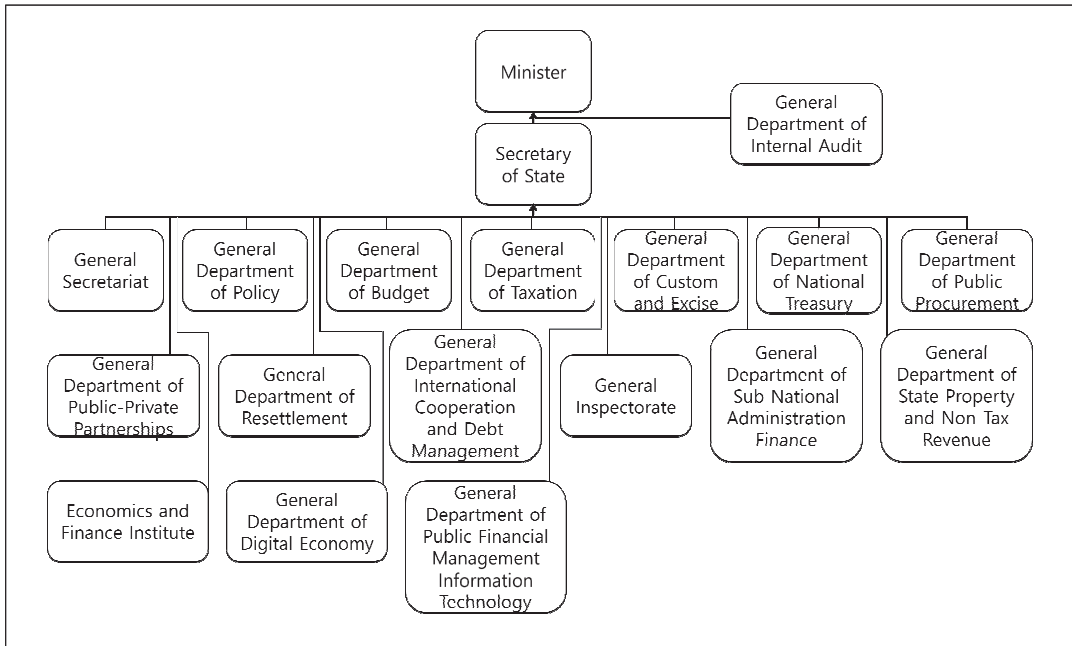 Minister
General
Department of
Internal Audit
Secretary
of State
General
Secretariat
General
Department
of Policy
General
Department
of Budget
General
Department
of Taxation
General
Department
of Custom
and Excise
General
Department
of National
Treasury
General
Department
of Public
Procurement
General
Department of
Public-Private
Partnerships
General
Department of
Resettlement
General
Department of
International
Cooperation
and Debt
Management
General
Inspectorate
General
Department of
Sub National
Administration
Finance
General
Department of
State Property
and Non Tax
Revenue
Economics and
Finance Institute
General
Department of
Digital Economy
General
Department of
Public Financial
Management
Information
Technology